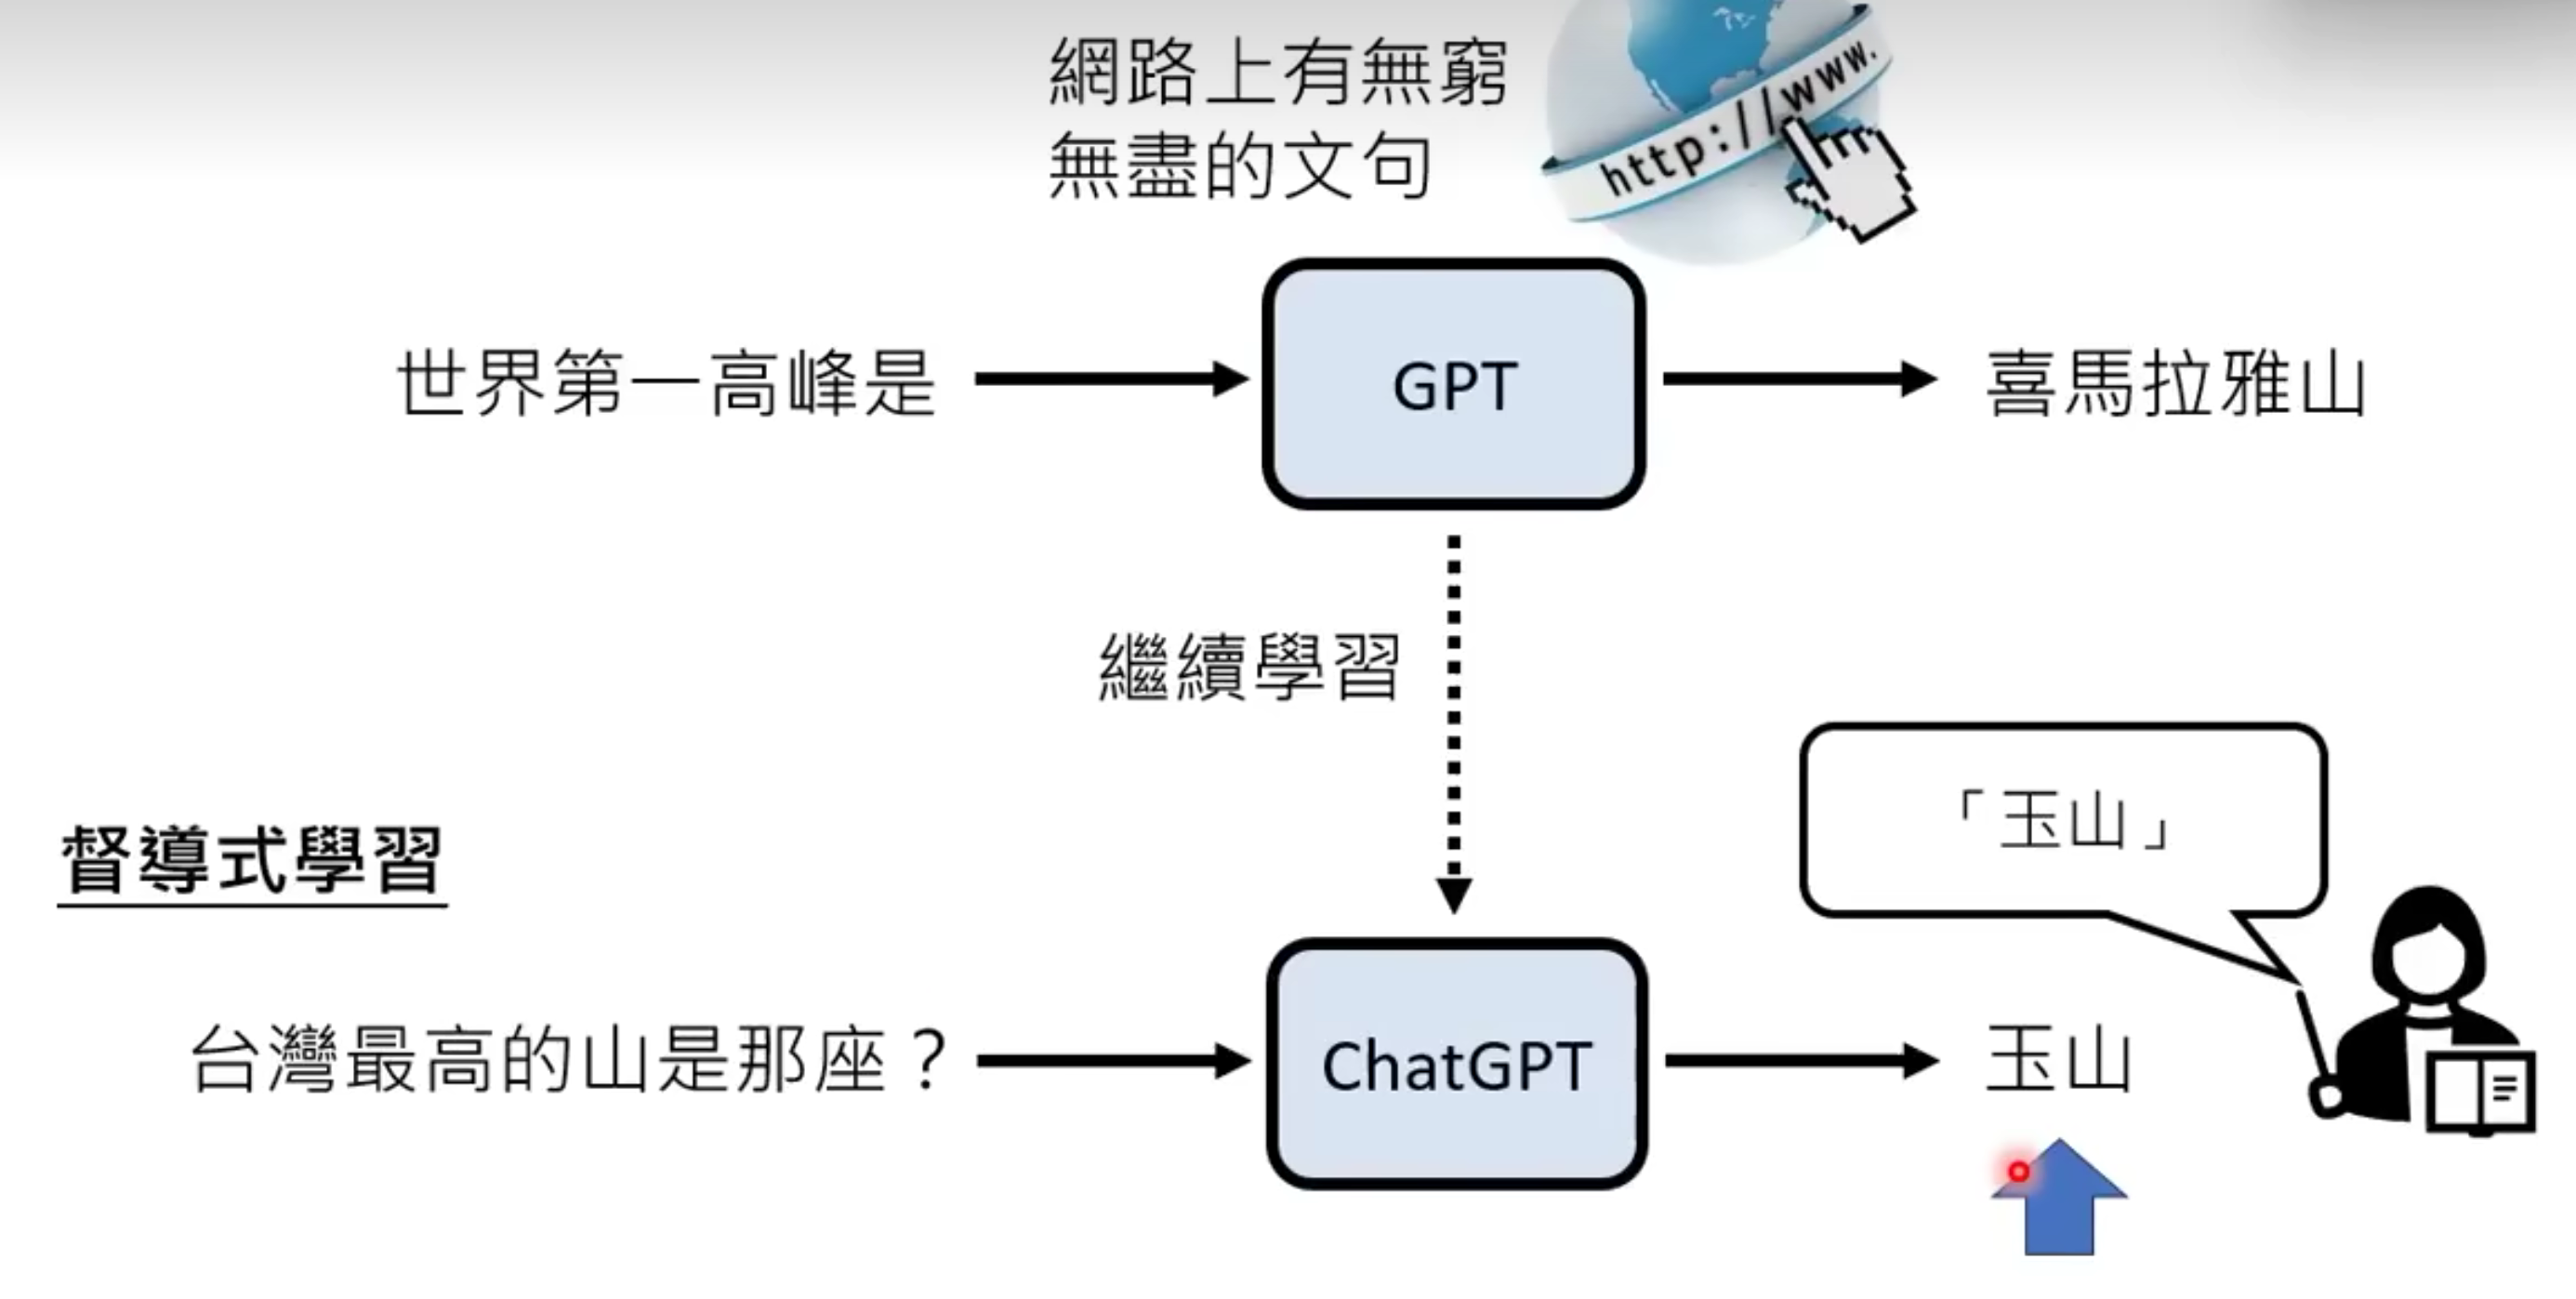 網路上有無窮
無盡的文句
http://www.
世界第一高峰是
GPT
喜馬拉雅山
繼續學習
「玉山」
督導式學習
台灣最高的山是那座？
ChatGPT
玉山